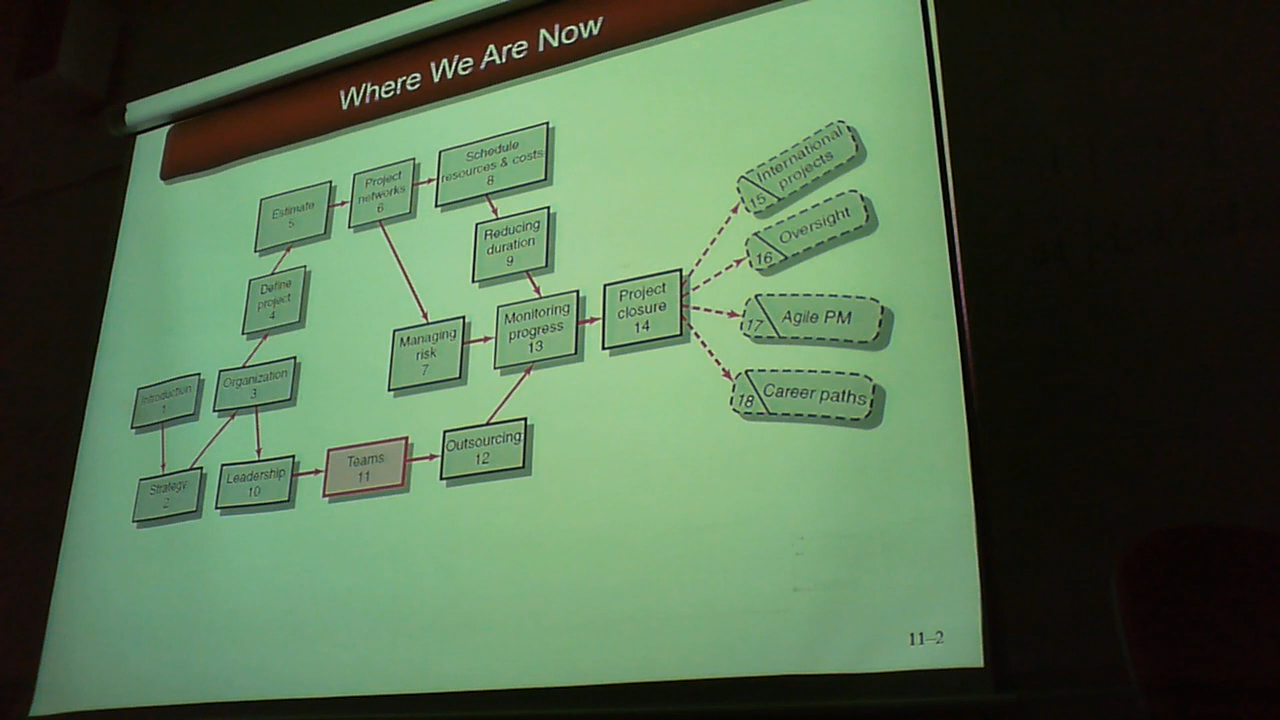 Where We Are Now
Introduction
1
Strategy
2
Organization
3
Define
project
4
Estimate
5
Project
networks
6
Managing
risk
7
Schedule
resources & costs
8
Reducing
duration
9
Leadership
10
Teams
11
Outsourcing
12
Monitoring
progress
13
Project
closure
14
15
International
projects
16
Oversight
17
Agile PM
18
Career paths
11–2